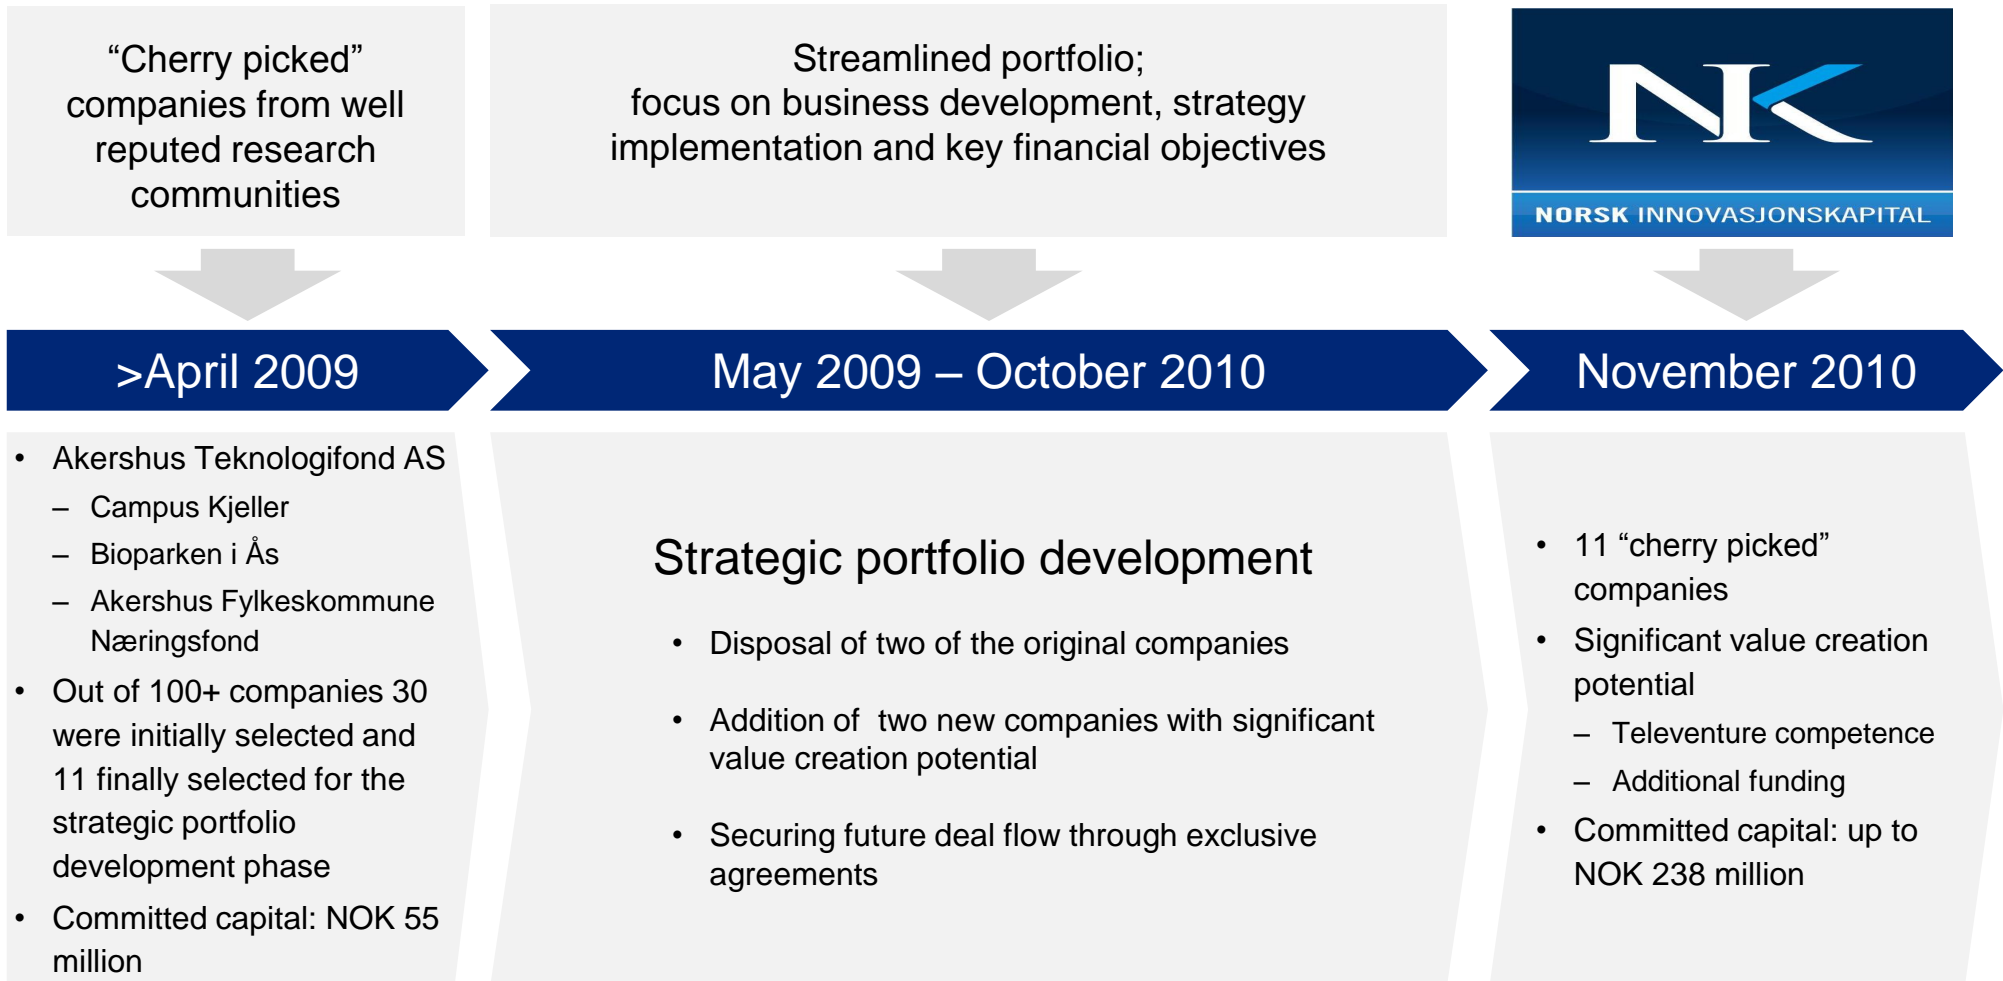 “Cherry picked”
companies from well
reputed research
communities
Streamlined portfolio;
focus on business development, strategy
implementation and key financial objectives
NK
NORSK INNOVASJONSKAPITAL
>April 2009
May 2009 – October 2010
November 2010
• Akershus Teknologifond AS
– Campus Kjeller
– Bioparken i Ås
– Akershus Fylkeskommune
Næringsfond
• Out of 100+ companies 30
were initially selected and
11 finally selected for the
strategic portfolio
development phase
• Committed capital: NOK 55
million
Strategic portfolio development
• Disposal of two of the original companies
• Addition of  two new companies with significant
value creation potential
• Securing future deal flow through exclusive
agreements
• 11 “cherry picked”
companies
• Significant value creation
potential
– Televenture competence
– Additional funding
• Committed capital: up to
NOK 238 million